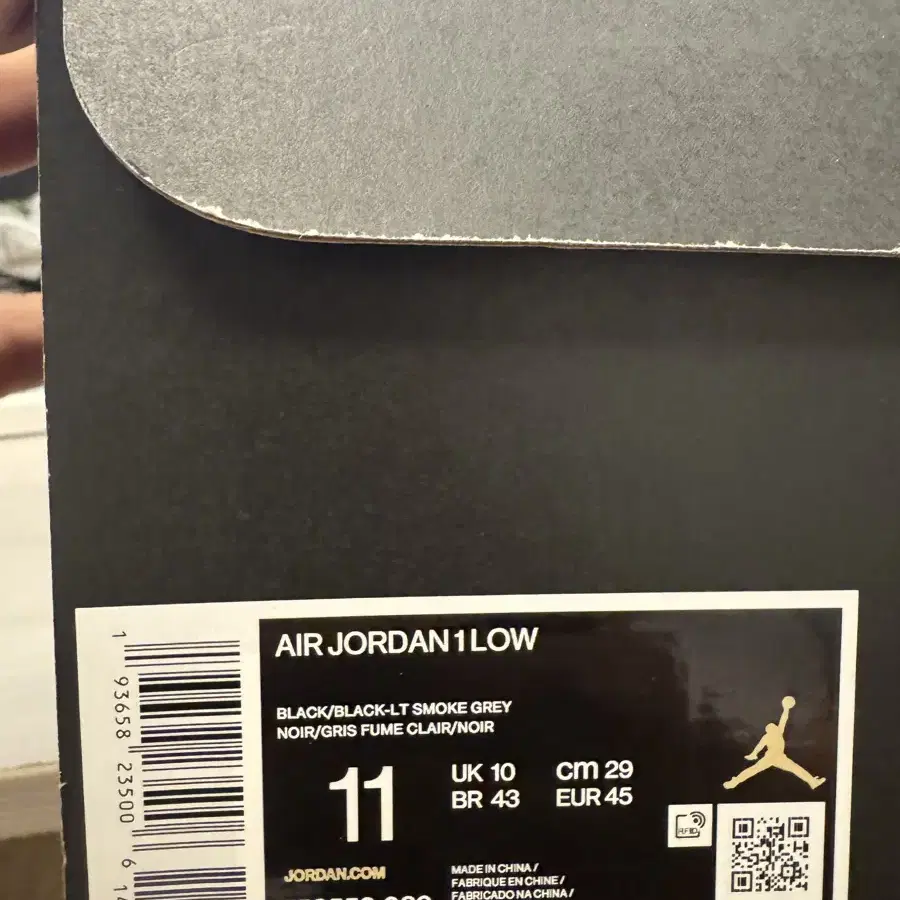 AIR JORDAN 1 LOW
BLACK/BLACK-LT SMOKE GREY
NOIR/GRIS FUME CLAIR/NOIR
11
UK 10 cm 29
BR 43 EUR 45
RFID
JORDAN.COM
MADE IN CHINA /
FABRIQUE EN CHINE /
FABRICADO NA CHINA /
1 93658 23500 6